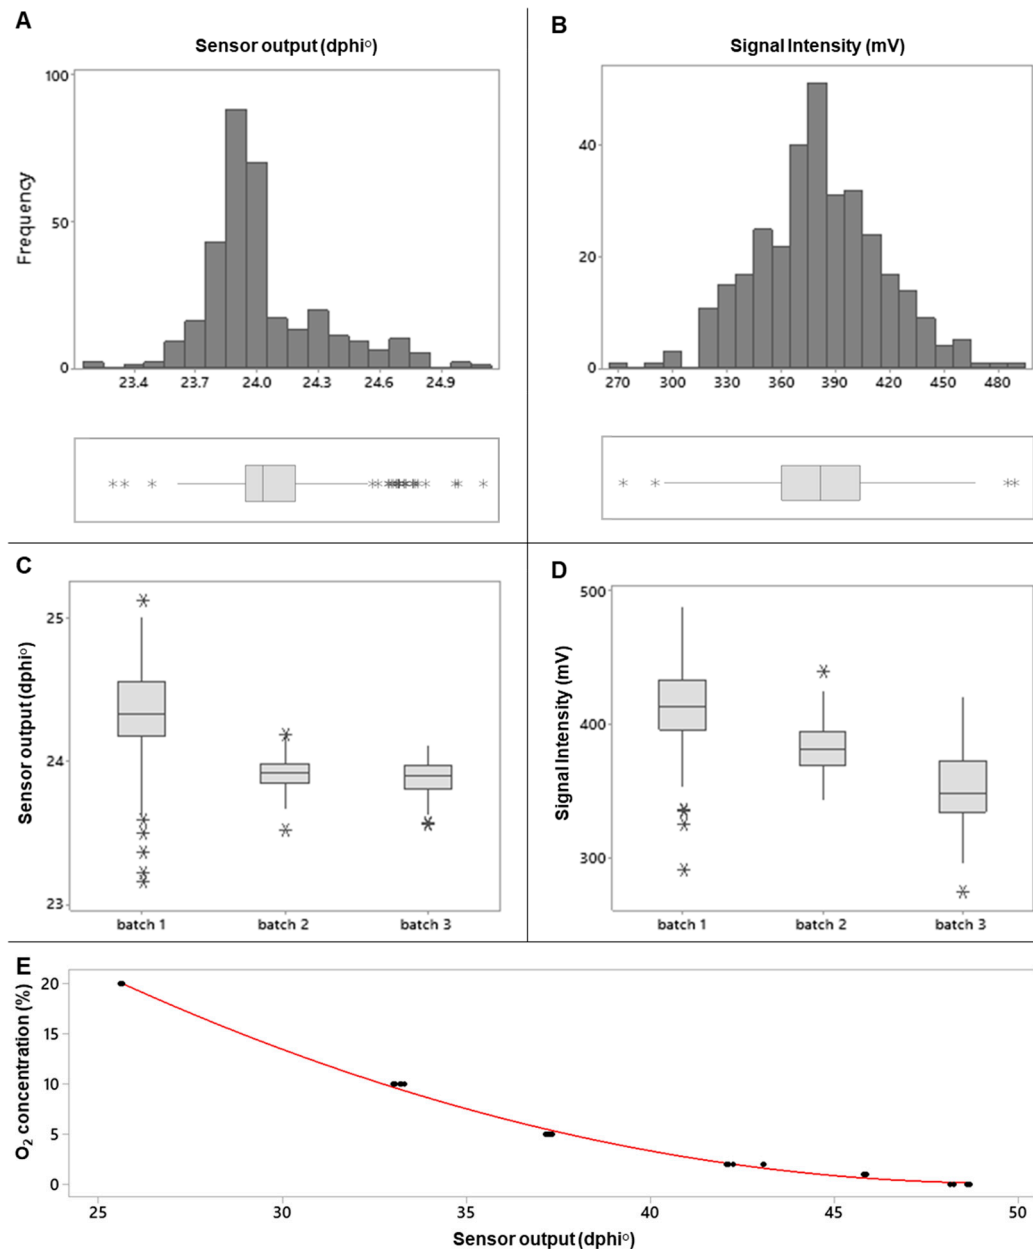 A
Sensor output (dphiº)
100
50
0
Frequency
23.4 23.7 24.0 24.3 24.6 24.9
B
Signal Intensity (mV)
40
20
0
270 300 330 360 390 420 450 480
C
Sensor output (dphiº)
25
24
23
batch 1 batch 2 batch 3
D
Signal Intensity (mV)
500
400
300
batch 1 batch 2 batch 3
E
O₂ concentration (%)
20
15
10
5
0
25 30 35 40 45 50
Sensor output (dphiº)